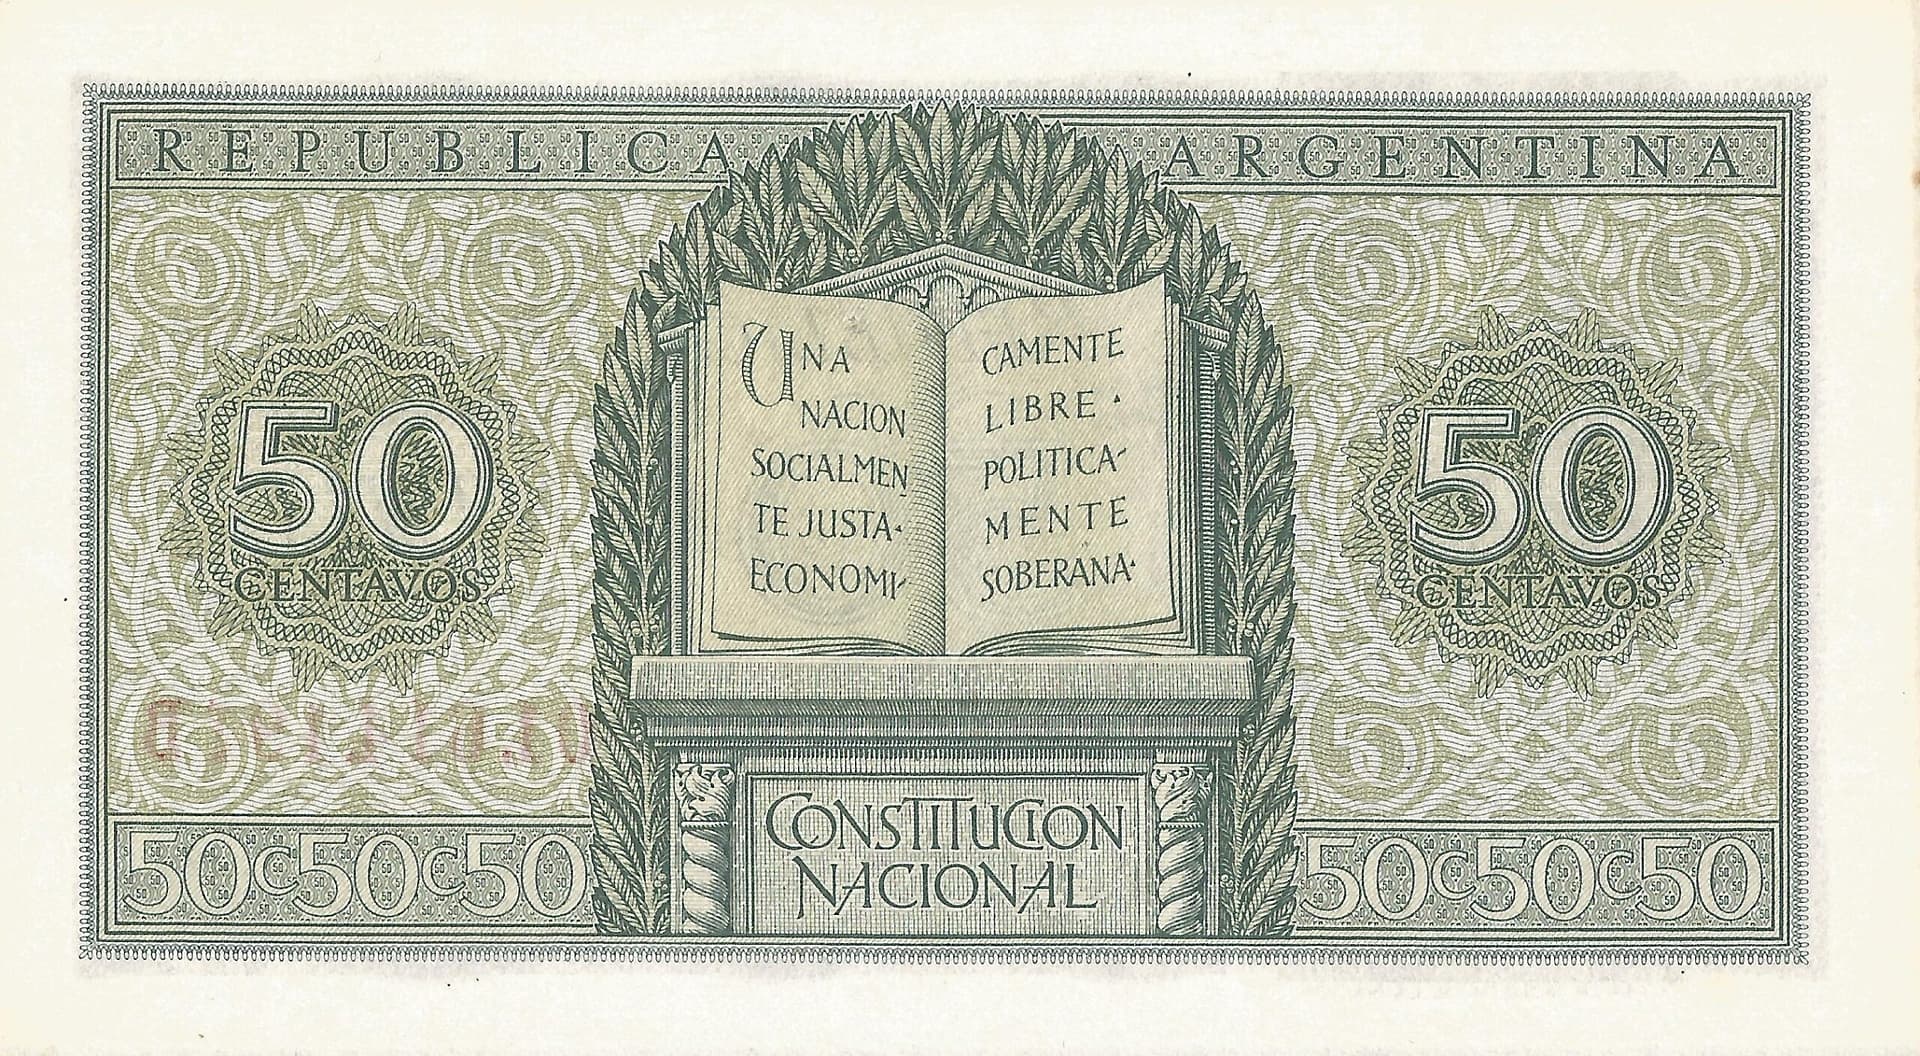 REPUBLICA ARGENTINA
UNA
NACION
SOCIALMEN
TE JUSTA·
ECONOMI-
CAMENTE
LIBRE ·
POLITICA-
MENTE
SOBERANA·
50
CENTAVOS
50
CENTAVOS
CONSTITUCION
NACIONAL
50C50C50
50C50C50